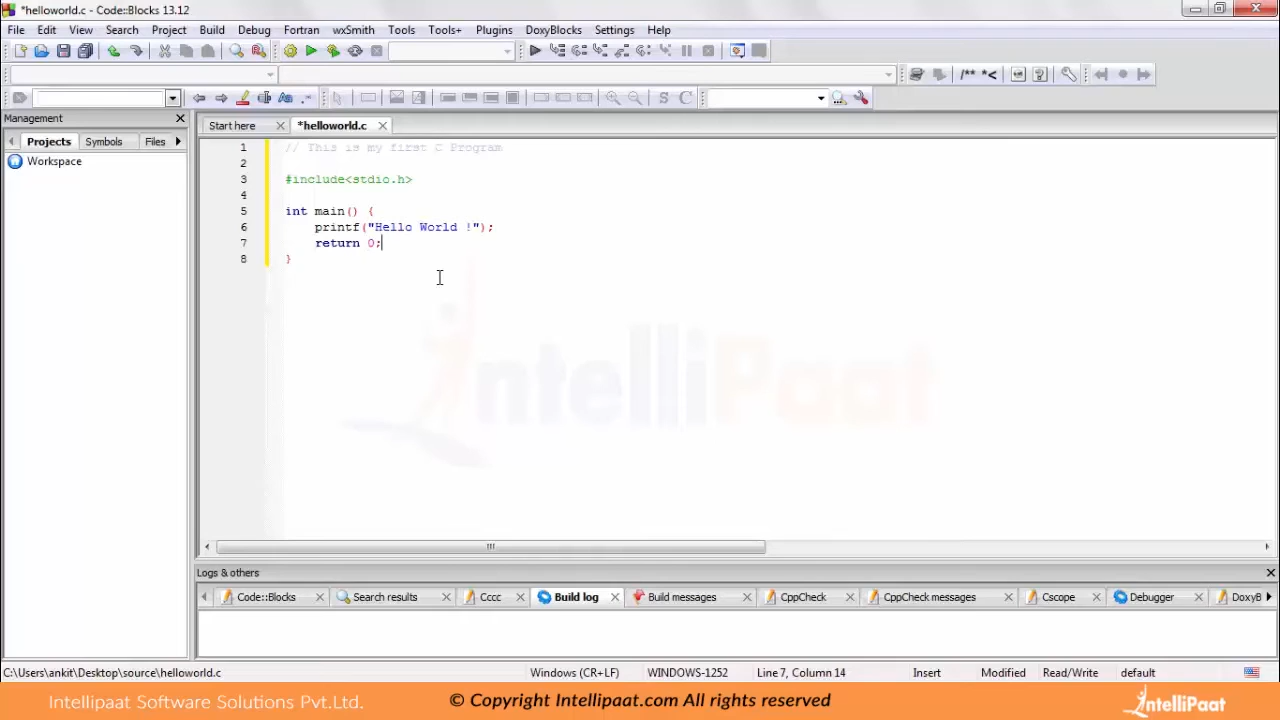 *helloworld.c - Code::Blocks 13.12
File Edit View Search Project Build Debug Fortran wxSmith Tools Tools+ Plugins DoxyBlocks Settings Help
/** *<
S C
Management
Start here *helloworld.c
Projects Symbols Files
Workspace
1 // This is my first C Program
2
3 #include<stdio.h>
4
5 int main() {
6 printf("Hello World !");
7 return 0;
8 }
IntelliPaat
Logs & others
Code::Blocks Search results Cccc Build log Build messages CppCheck CppCheck messages Cscope Debugger DoxyB
C:\Users\ankit\Desktop\source\helloworld.c Windows (CR+LF) WINDOWS-1252 Line 7, Column 14 Insert Modified Read/Write default
Intellipaat Software Solutions Pvt.Ltd. © Copyright Intellipaat.com All rights reserved IntelliPaat